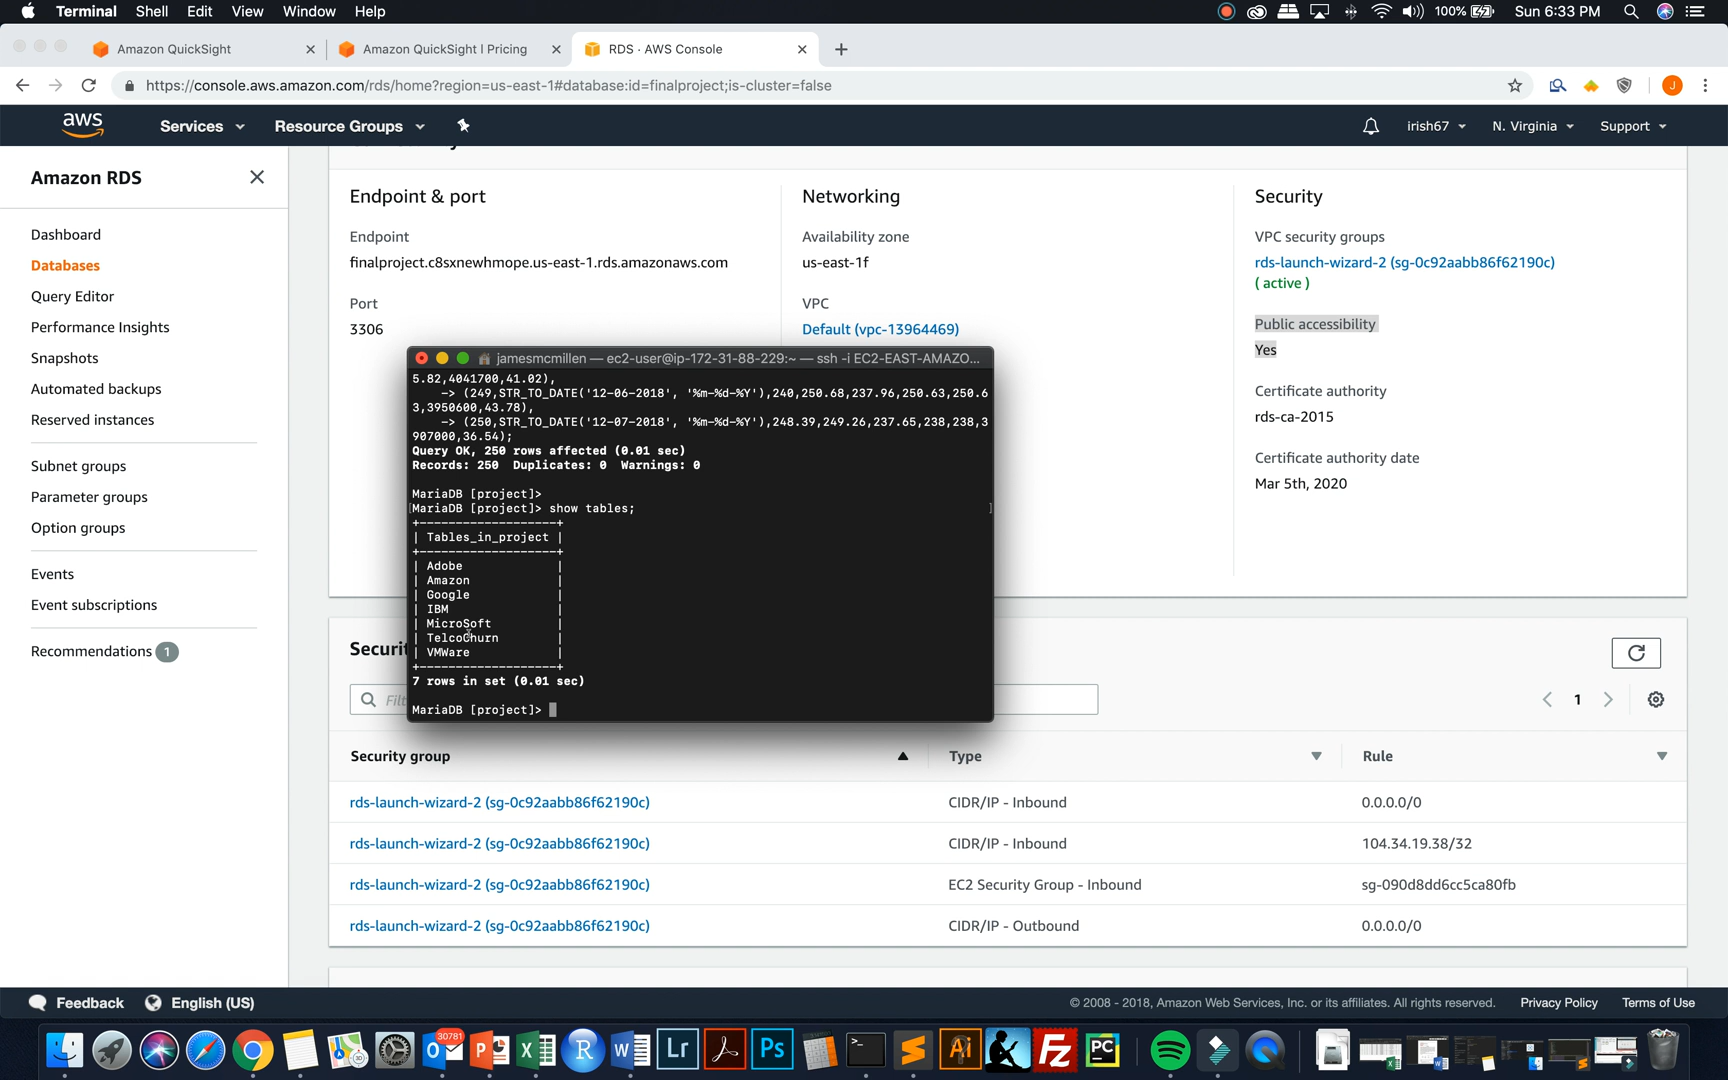 Terminal Shell Edit View Window Help 100% Sun 6:33 PM
Amazon QuickSight Amazon QuickSight | Pricing RDS · AWS Console
https://console.aws.amazon.com/rds/home?region=us-east-1#database:id=finalproject;is-cluster=false J
aws Services Resource Groups irish67 N. Virginia Support
Amazon RDS
Dashboard
Databases
Query Editor
Performance Insights
Snapshots
Automated backups
Reserved instances
Subnet groups
Parameter groups
Option groups
Events
Event subscriptions
Recommendations 1
Endpoint & port
Endpoint
finalproject.c8sxnewhmope.us-east-1.rds.amazonaws.com
Port
3306
Networking
Availability zone
us-east-1f
VPC
Default (vpc-13964469)
Security
VPC security groups
rds-launch-wizard-2 (sg-0c92aabb86f62190c)
( active )
Public accessibility
Yes
Certificate authority
rds-ca-2015
Certificate authority date
Mar 5th, 2020
jamesmcmillen — ec2-user@ip-172-31-88-229:~ — ssh -i EC2-EAST-AMAZO...
5.82,4041700,41.02),
-> (249,STR_TO_DATE('12-06-2018', '%m-%d-%Y'),240,250.68,237.96,250.63,250.6
3,3950600,43.78),
-> (250,STR_TO_DATE('12-07-2018', '%m-%d-%Y'),248.39,249.26,237.65,238,238,3
907000,36.54);
Query OK, 250 rows affected (0.01 sec)
Records: 250 Duplicates: 0 Warnings: 0
MariaDB [project]>
[MariaDB [project]> show tables; ]
+-------------------+
| Tables_in_project |
+-------------------+
| Adobe |
| Amazon |
| Google |
| IBM |
| MicroSoft |
| TelcoChurn |
| VMWare |
+-------------------+
7 rows in set (0.01 sec)
MariaDB [project]>
Securi
Filt
1
Security group Type Rule
rds-launch-wizard-2 (sg-0c92aabb86f62190c) CIDR/IP - Inbound 0.0.0.0/0
rds-launch-wizard-2 (sg-0c92aabb86f62190c) CIDR/IP - Inbound 104.34.19.38/32
rds-launch-wizard-2 (sg-0c92aabb86f62190c) EC2 Security Group - Inbound sg-090d8dd6cc5ca80fb
rds-launch-wizard-2 (sg-0c92aabb86f62190c) CIDR/IP - Outbound 0.0.0.0/0
Feedback English (US) © 2008 - 2018, Amazon Web Services, Inc. or its affiliates. All rights reserved. Privacy Policy Terms of Use
30781
3D O P X R W Lr Ps >_ Ai Fz PC